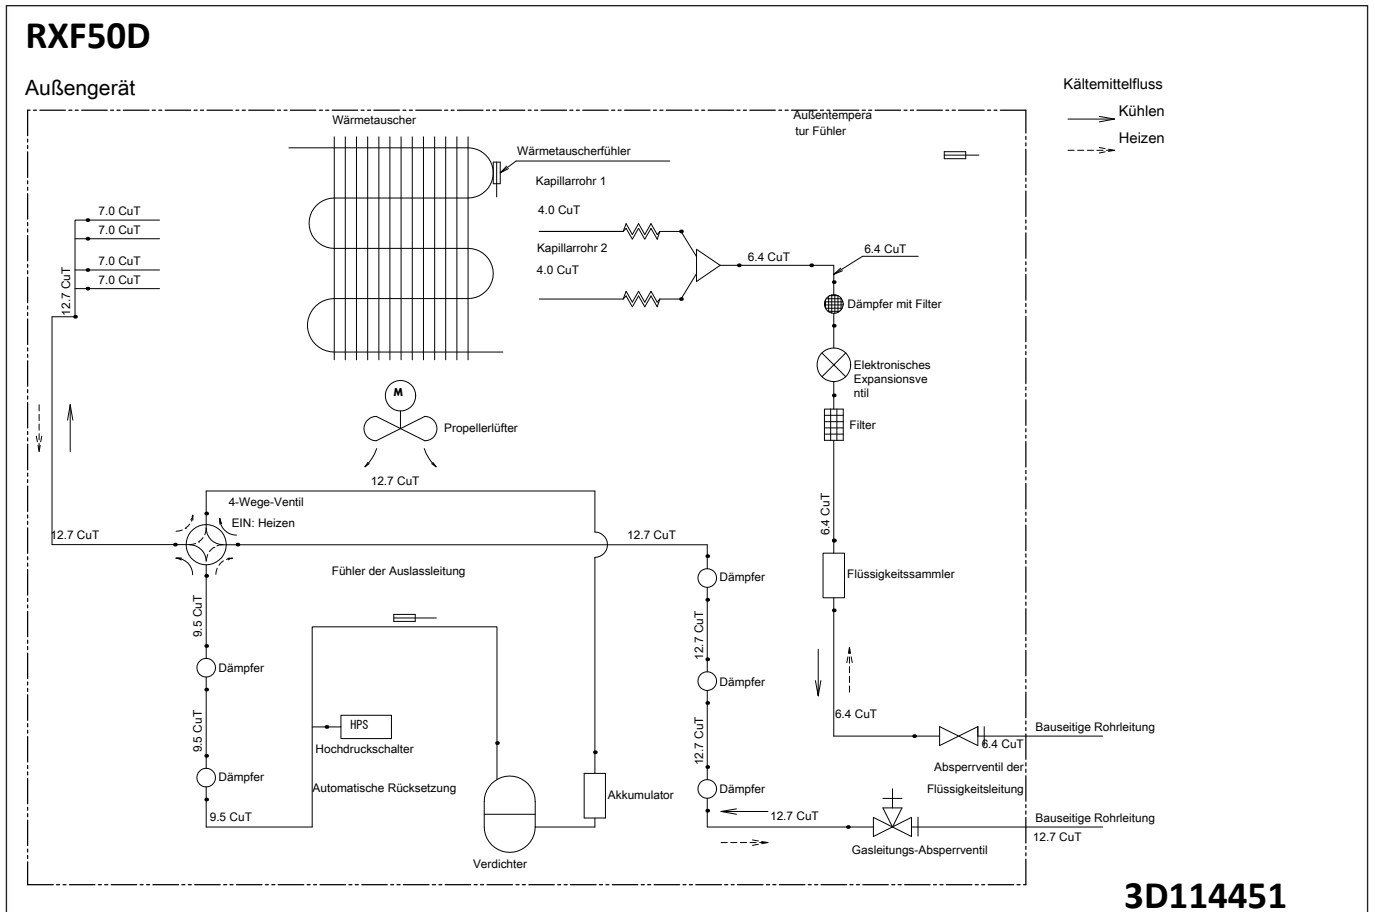 RXF50D
Außengerät
Kältemittelfluss
Kühlen
Heizen
Wärmetauscher
Außentempera
tur Fühler
Wärmetauscherfühler
Kapillarrohr 1
4.0 CuT
Kapillarrohr 2
4.0 CuT
7.0 CuT
7.0 CuT
7.0 CuT
7.0 CuT
12.7 CuT
6.4 CuT
6.4 CuT
Dämpfer mit Filter
Elektronisches
Expansionsve
ntil
Filter
M
Propellerlüfter
12.7 CuT
4-Wege-Ventil
EIN: Heizen
12.7 CuT
12.7 CuT
6.4 CuT
Fühler der Auslassleitung
Dämpfer
Flüssigkeitssammler
9.5 CuT
12.7 CuT
Dämpfer
Dämpfer
9.5 CuT
HPS
Hochdruckschalter
12.7 CuT
6.4 CuT
Bauseitige Rohrleitung
6.4 CuT
Absperrventil der
Flüssigkeitsleitung
Dämpfer
Automatische Rücksetzung
Akkumulator
Dämpfer
9.5 CuT
12.7 CuT
Bauseitige Rohrleitung
12.7 CuT
Verdichter
Gasleitungs-Absperrventil
3D114451